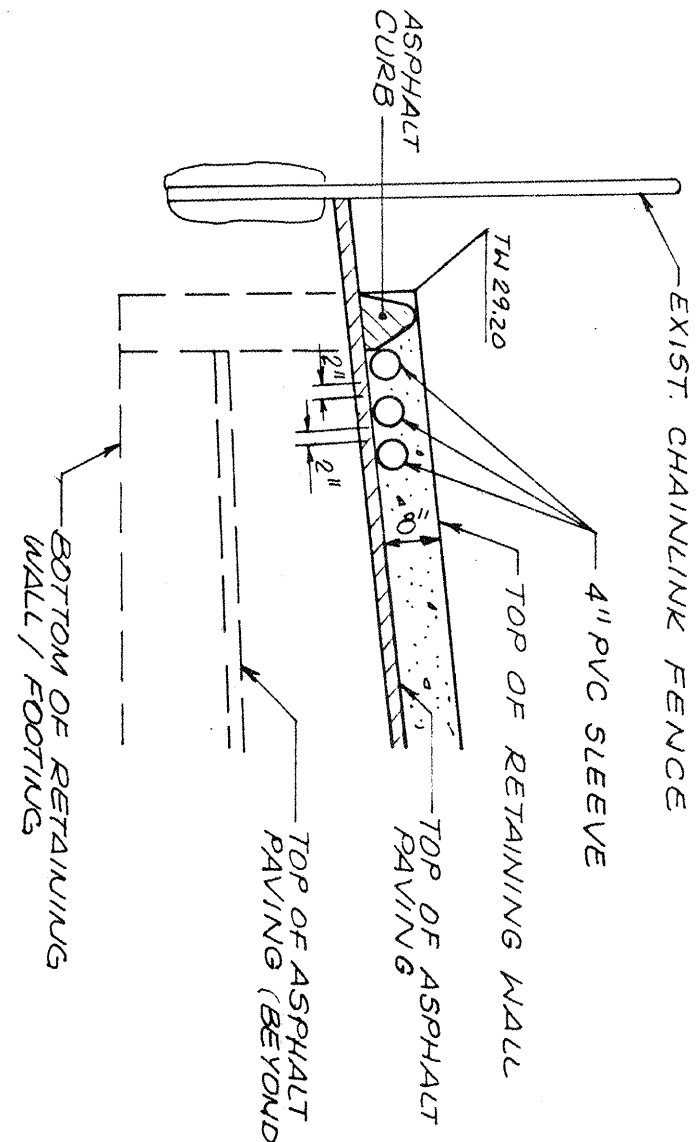 EXIST. CHAINLINK FENCE
4" PVC SLEEVE
TOP OF RETAINING WALL
TOP OF ASPHALT
PAVING
TOP OF ASPHALT
PAVING (BEYOND
BOTTOM OF RETAINING
WALL / FOOTING
ASPHALT
CURB
TW 29.20
2"
2"
8"